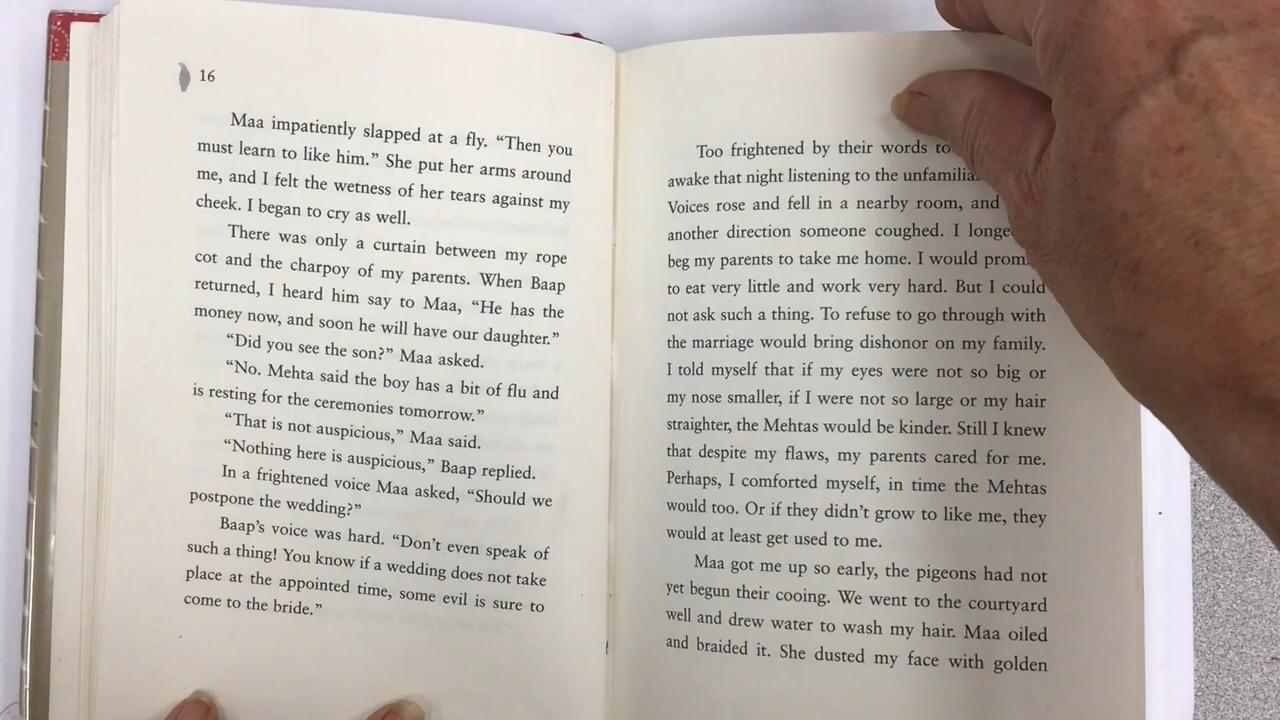 16
Maa impatiently slapped at a fly. “Then you
must learn to like him.” She put her arms around
me, and I felt the wetness of her tears against my
cheek. I began to cry as well.
There was only a curtain between my rope
cot and the charpoy of my parents. When Baap
returned, I heard him say to Maa, “He has the
money now, and soon he will have our daughter.”
“Did you see the son?” Maa asked.
“No. Mehta said the boy has a bit of flu and
is resting for the ceremonies tomorrow.”
“That is not auspicious,” Maa said.
“Nothing here is auspicious,” Baap replied.
In a frightened voice Maa asked, “Should we
postpone the wedding?”
Baap’s voice was hard. “Don’t even speak of
such a thing! You know if a wedding does not take
place at the appointed time, some evil is sure to
come to the bride.”
Too frightened by their words to
awake that night listening to the
Voices rose and fell in a nearby room, and
another direction someone coughed. I
beg my parents to take me home. I would
to eat very little and work very hard. But I could
not ask such a thing. To refuse to go through with
the marriage would bring dishonor on my family.
I told myself that if my eyes were not so big or
my nose smaller, if I were not so large or my hair
straighter, the Mehtas would be kinder. Still I knew
that despite my flaws, my parents cared for me.
Perhaps, I comforted myself, in time the Mehtas
would too. Or if they didn’t grow to like me, they
would at least get used to me.
Maa got me up so early, the pigeons had not
yet begun their cooing. We went to the courtyard
well and drew water to wash my hair. Maa oiled
and braided it. She dusted my face with golden